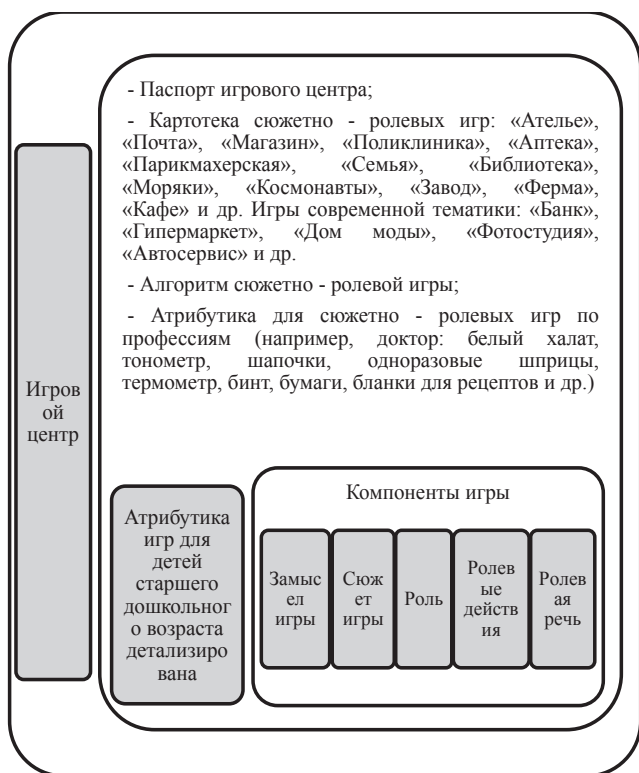 - Паспорт игрового центра;
- Картотека сюжетно - ролевых игр: «Ателье»,
«Почта», «Магазин», «Поликлиника», «Аптека»,
«Парикмахерская», «Семья», «Библиотека»,
«Моряки», «Космонавты», «Завод», «Ферма»,
«Кафе» и др. Игры современной тематики: «Банк»,
«Гипермаркет», «Дом моды», «Фотостудия»,
«Автосервис» и др.
- Алгоритм сюжетно - ролевой игры;
- Атрибутика для сюжетно - ролевых игр по
профессиям (например, доктор: белый халат,
тонометр, шапочки, одноразовые шприцы,
термометр, бинт, бумаги, бланки для рецептов и др.)
Игров
ой
центр
Атрибутика
игр для
детей
старшего
дошкольног
о возраста
детализиро
вана
Компоненты игры
Замыс
ел
игры
Сюж
ет
игры
Роль
Ролев
ые
действ
ия
Ролев
ая
речь